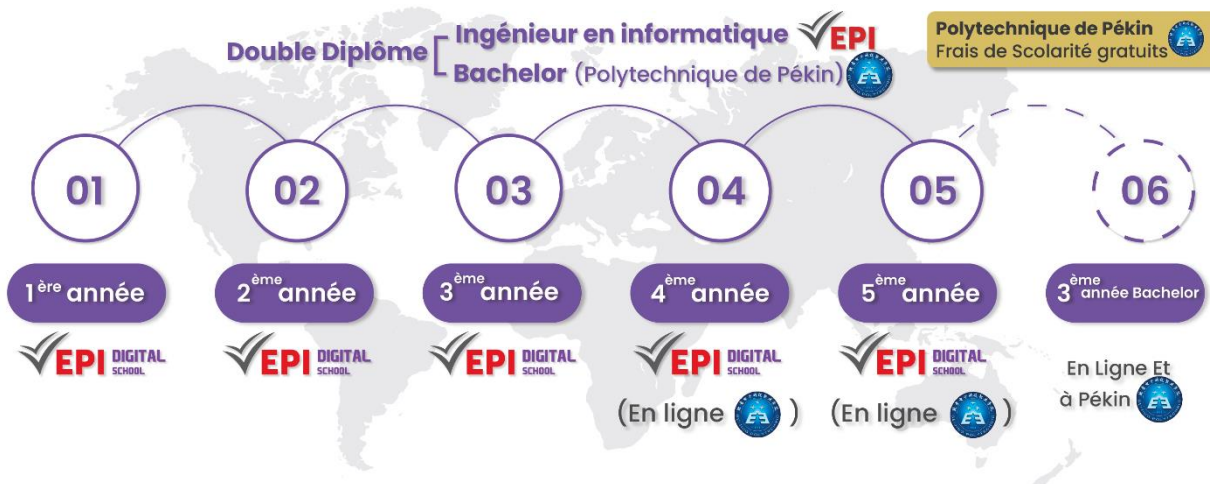 Double Diplôme
Ingénieur en informatique EPI
Bachelor (Polytechnique de Pékin)
Polytechnique de Pékin
Frais de Scolarité gratuits
01 02 03 04 05 06
1ère année
2ème année
3ème année
4ème année
5ème année
3ème année Bachelor
EPI DIGITAL SCHOOL
EPI DIGITAL SCHOOL
EPI DIGITAL SCHOOL
EPI DIGITAL SCHOOL
EPI DIGITAL SCHOOL
(En ligne )
(En ligne )
En Ligne Et
à Pékin